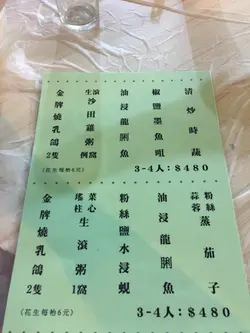 金牌燒乳鴿2隻
生滾沙田雞粥例窩
油浸龍脷魚
椒鹽墨魚咀
清炒時蔬
(花生每枱6元)
3-4人：$480
金牌燒乳鴿2隻
瑤柱菜心生滾粥1窩
粉絲鹽水浸蜆
油浸龍脷魚
蒜蓉粉絲蒸茄子
(花生每枱6元)
3-4人：$480